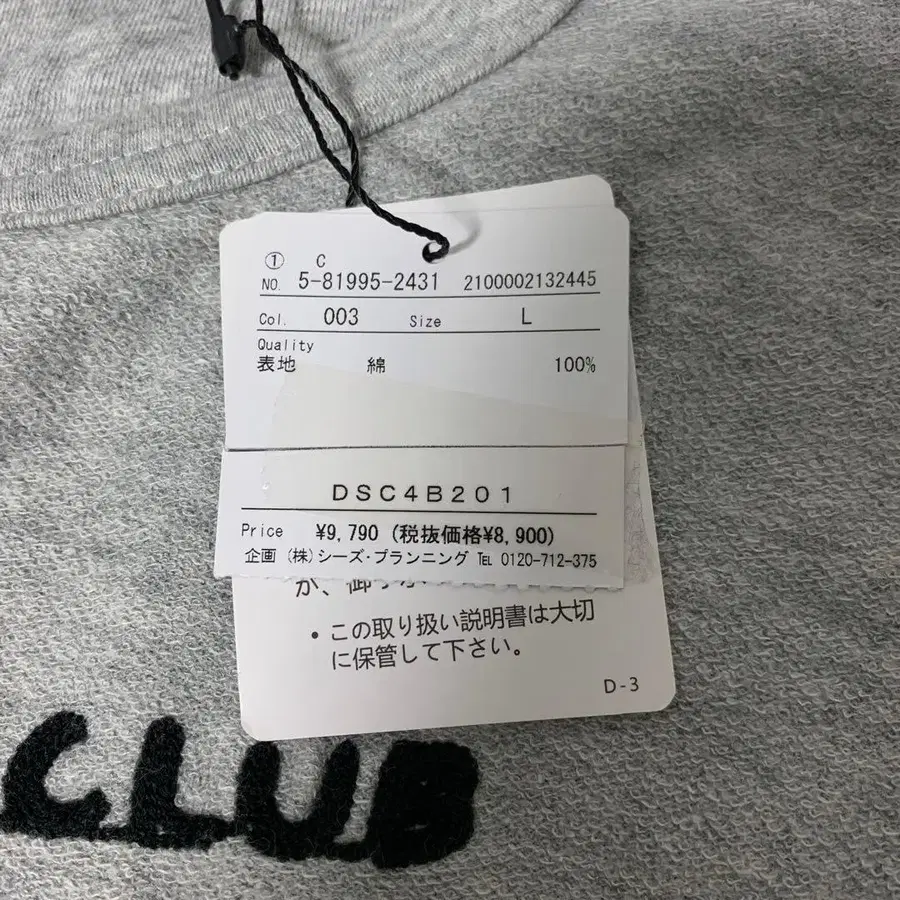 ① C
NO. 5-81995-2431 2100002132445
Col. 003 Size L
Quality
表地 綿 100%
DSC4B201
Price ¥9,790 (税抜価格¥8,900)
企画 (株)シーズ・プランニング ℡ 0120-712-375
が、御
・この取り扱い説明書は大切
に保管して下さい。
D-3
CLUB